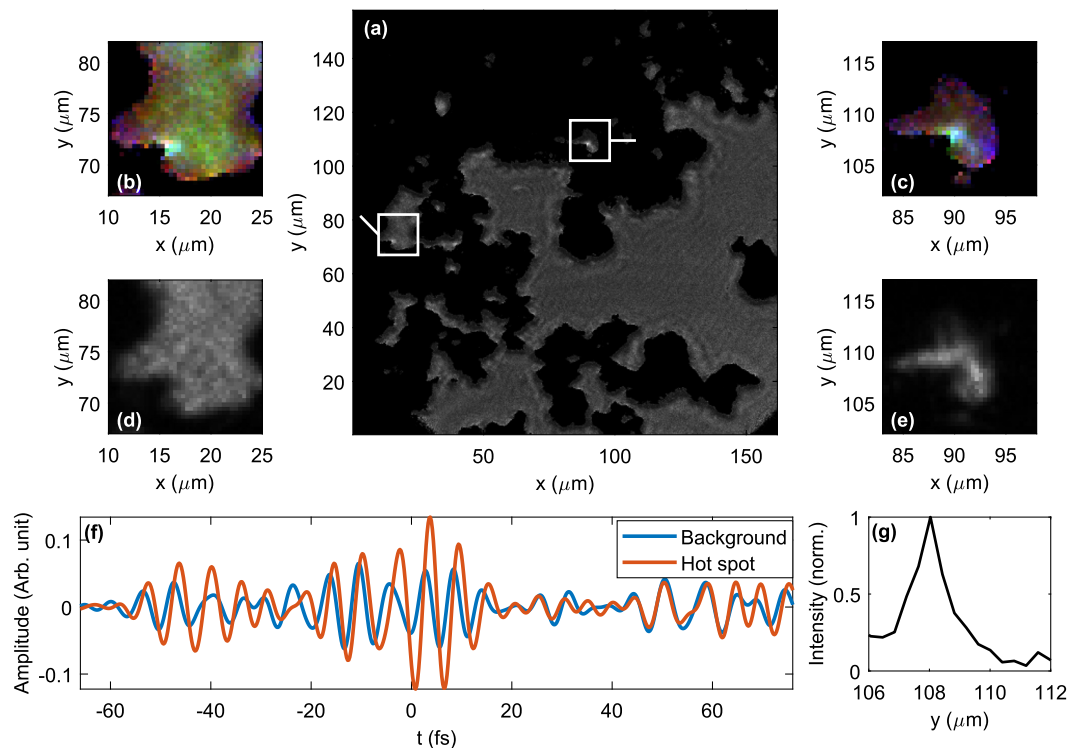 (a)
140
120
100
80
60
40
20
y (μm)
50
100
150
x (μm)
(b)
80
75
70
y (μm)
10
15
20
25
x (μm)
(c)
115
110
105
y (μm)
85
90
95
x (μm)
(d)
80
75
70
y (μm)
10
15
20
25
x (μm)
(e)
115
110
105
y (μm)
85
90
95
x (μm)
(f)
Background
Hot spot
0.1
0
-0.1
Amplitude (Arb. unit)
-60
-40
-20
0
20
40
60
t (fs)
(g)
1
0.5
0
Intensity (norm.)
106
108
110
112
y (μm)